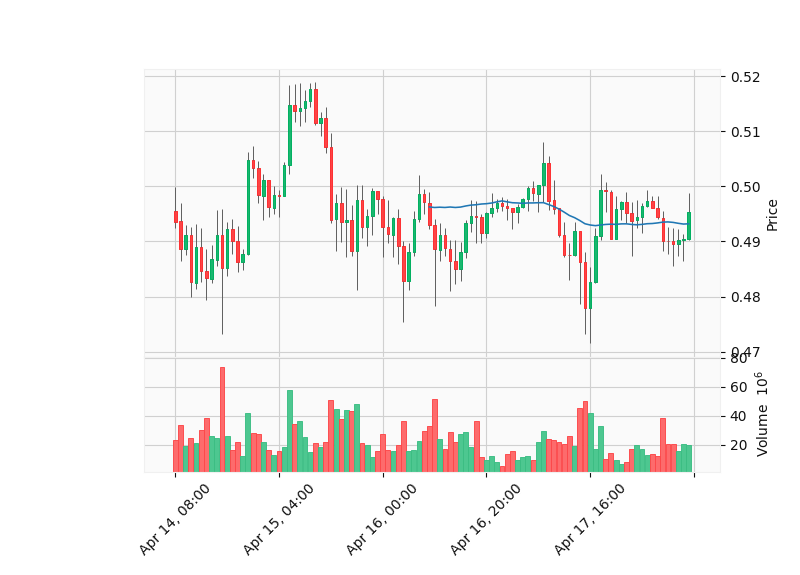 0.52
0.51
0.50
0.49
0.48
0.47
Price
80
60
40
20
Volume 10^6
Apr 14, 08:00
Apr 15, 04:00
Apr 16, 00:00
Apr 16, 20:00
Apr 17, 16:00